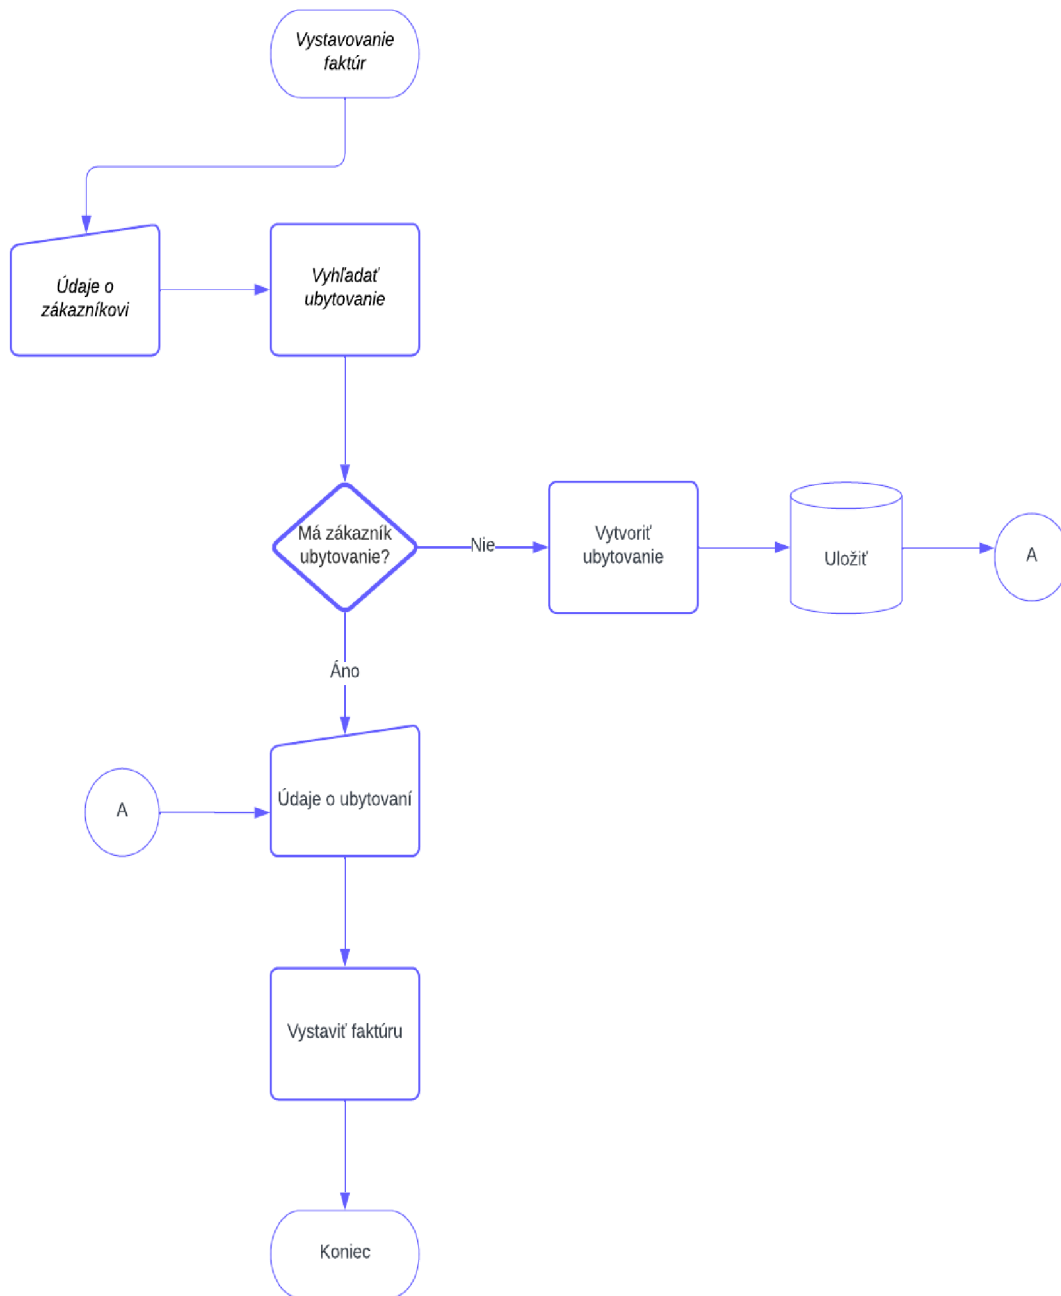 Vystavovanie
faktúr
Údaje o
zákazníkovi
Vyhľadať
ubytovanie
Má zákazník
ubytovanie?
Nie
Vytvoriť
ubytovanie
Uložiť
A
Áno
A
Údaje o ubytovaní
Vystaviť faktúru
Koniec